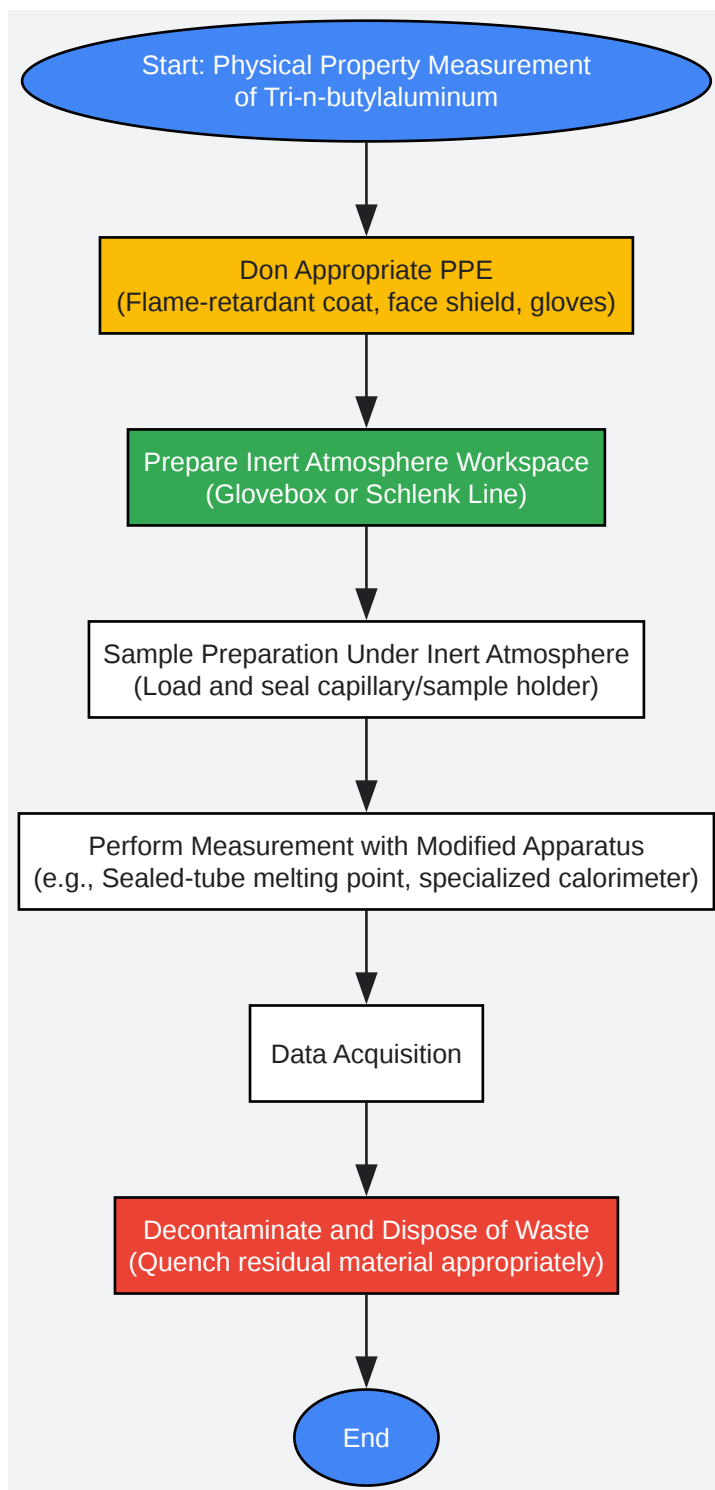 Start: Physical Property Measurement
of Tri-n-butylaluminum
Don Appropriate PPE
(Flame-retardant coat, face shield, gloves)
Prepare Inert Atmosphere Workspace
(Glovebox or Schlenk Line)
Sample Preparation Under Inert Atmosphere
(Load and seal capillary/sample holder)
Perform Measurement with Modified Apparatus
(e.g., Sealed-tube melting point, specialized calorimeter)
Data Acquisition
Decontaminate and Dispose of Waste
(Quench residual material appropriately)
End